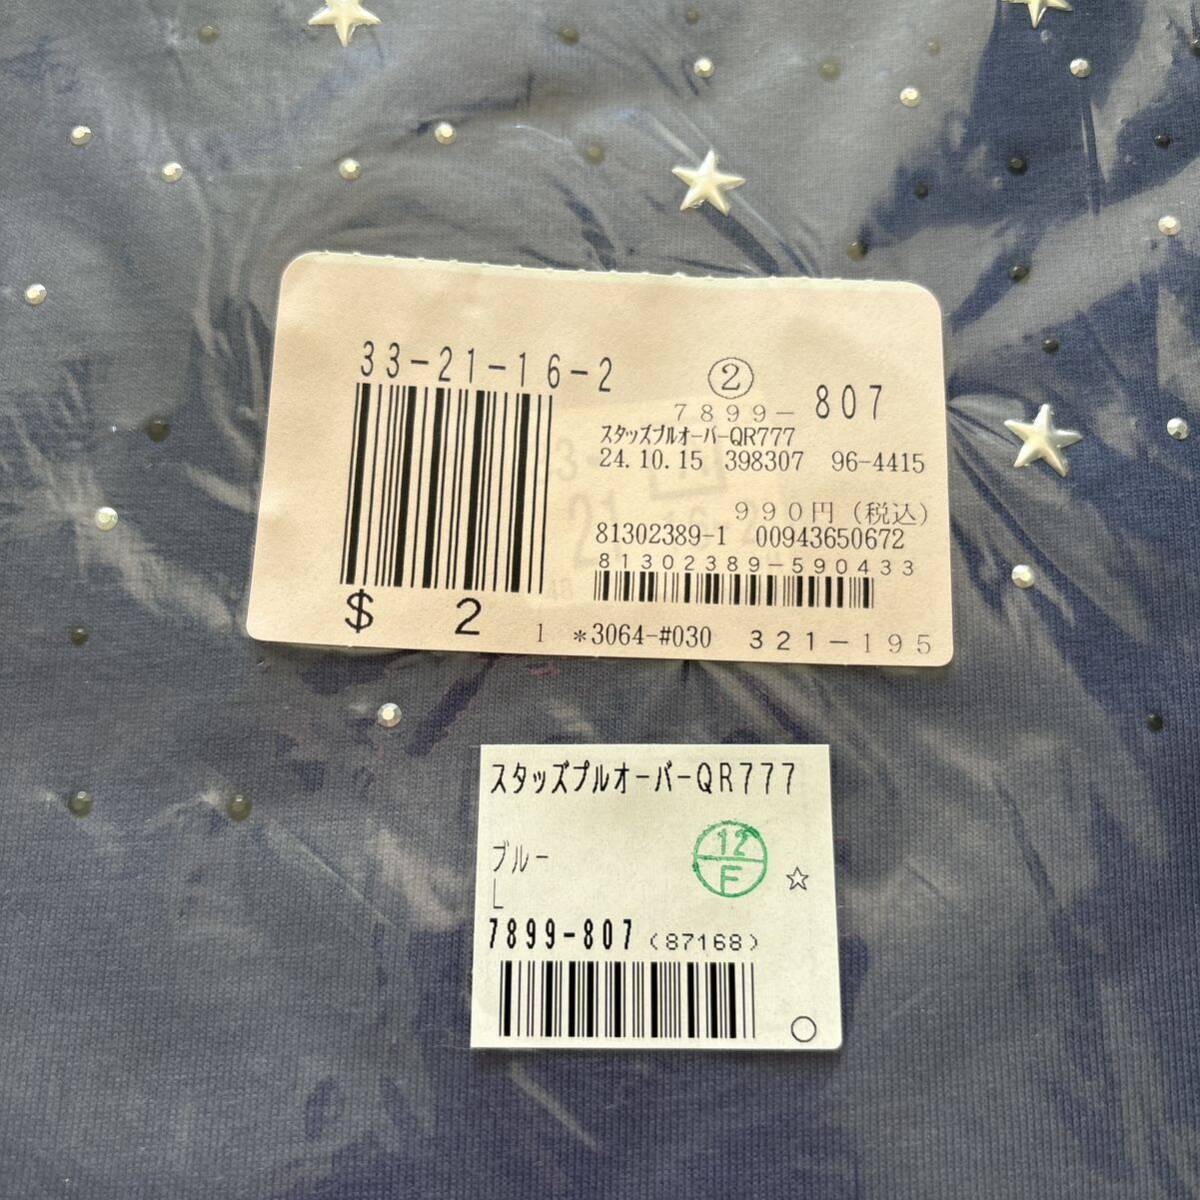 33-21-16-2
②
7899-807
スタッズプルオーバーQR777
24.10.15 398307 96-4415
990円(税込)
81302389-1 00943650672
81302389-590433
$ 2
1 *3064-#030 321-195
スタッズプルオーバーQR777
ブルー
12
F
☆
L
7899-807 (87168)
○